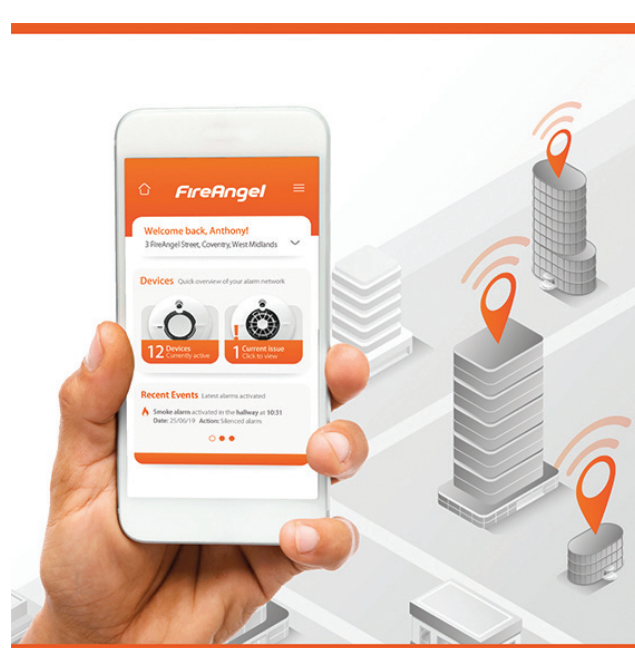 FireAngel
Welcome back, Anthony!
3 FireAngel Street, Coventry, West Midlands
Devices Quick overview of your alarm network
12 Devices
Currently active
! 1 Current issue
Click to view
Recent Events Latest alarms activated
Smoke alarm activated in the hallway at 10:31
Date: 25/06/19 Action: Silenced alarm